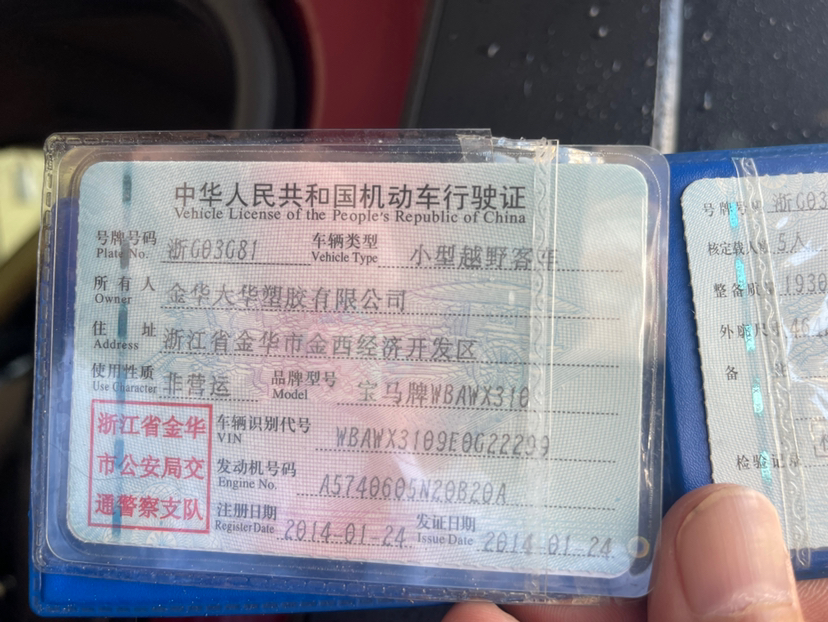 中华人民共和国机动车行驶证
Vehicle License of the People's Republic of China
号牌号码 Plate No. 浙G03G81 车辆类型 Vehicle Type 小型越野客车
所有人 Owner 金华大华塑胶有限公司
住址 Address 浙江省金华市金西经济开发区
使用性质 Use Character 非营运 品牌型号 Model 宝马牌WBAWX310
浙江省金华
市公安局交
通警察支队
车辆识别代号 VIN WBAWX3109E0G22299
发动机号码 Engine No. A5740605N20B20A
注册日期 Register Date 2014-01-24 发证日期 Issue Date 2014-01-24
号牌号码 浙G03
核定载人数 5人
整备质量 1930
外廓尺寸
备注
检验记录